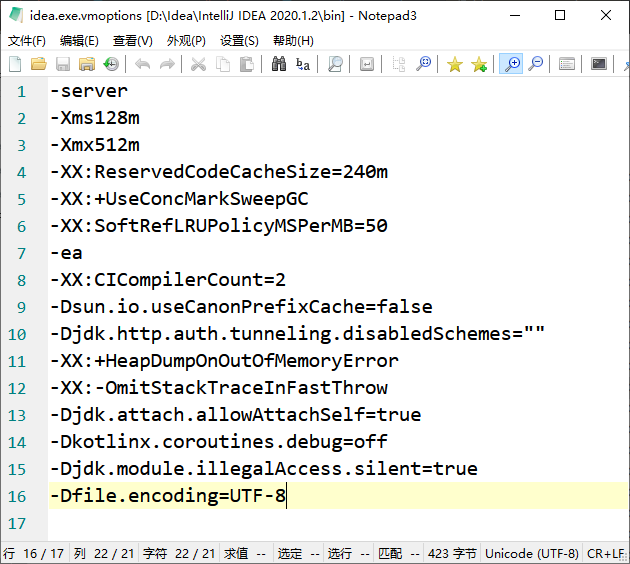 idea.exe.vmoptions [D:\Idea\IntelliJ IDEA 2020.1.2\bin] - Notepad3
文件(F) 编辑(E) 查看(V) 外观(P) 设置(S) 帮助(H)
1 -server
2 -Xms128m
3 -Xmx512m
4 -XX:ReservedCodeCacheSize=240m
5 -XX:+UseConcMarkSweepGC
6 -XX:SoftRefLRUPolicyMSPerMB=50
7 -ea
8 -XX:CICompilerCount=2
9 -Dsun.io.useCanonPrefixCache=false
10 -Djdk.http.auth.tunneling.disabledSchemes=""
11 -XX:+HeapDumpOnOutOfMemoryError
12 -XX:-OmitStackTraceInFastThrow
13 -Djdk.attach.allowAttachSelf=true
14 -Dkotlinx.coroutines.debug=off
15 -Djdk.module.illegalAccess.silent=true
16 -Dfile.encoding=UTF-8
17
行 16 / 17 列 22 / 21 字符 22 / 21 求值 -- 选定 -- 选行 -- 匹配 -- 423 字节 Unicode (UTF-8) CR+LF